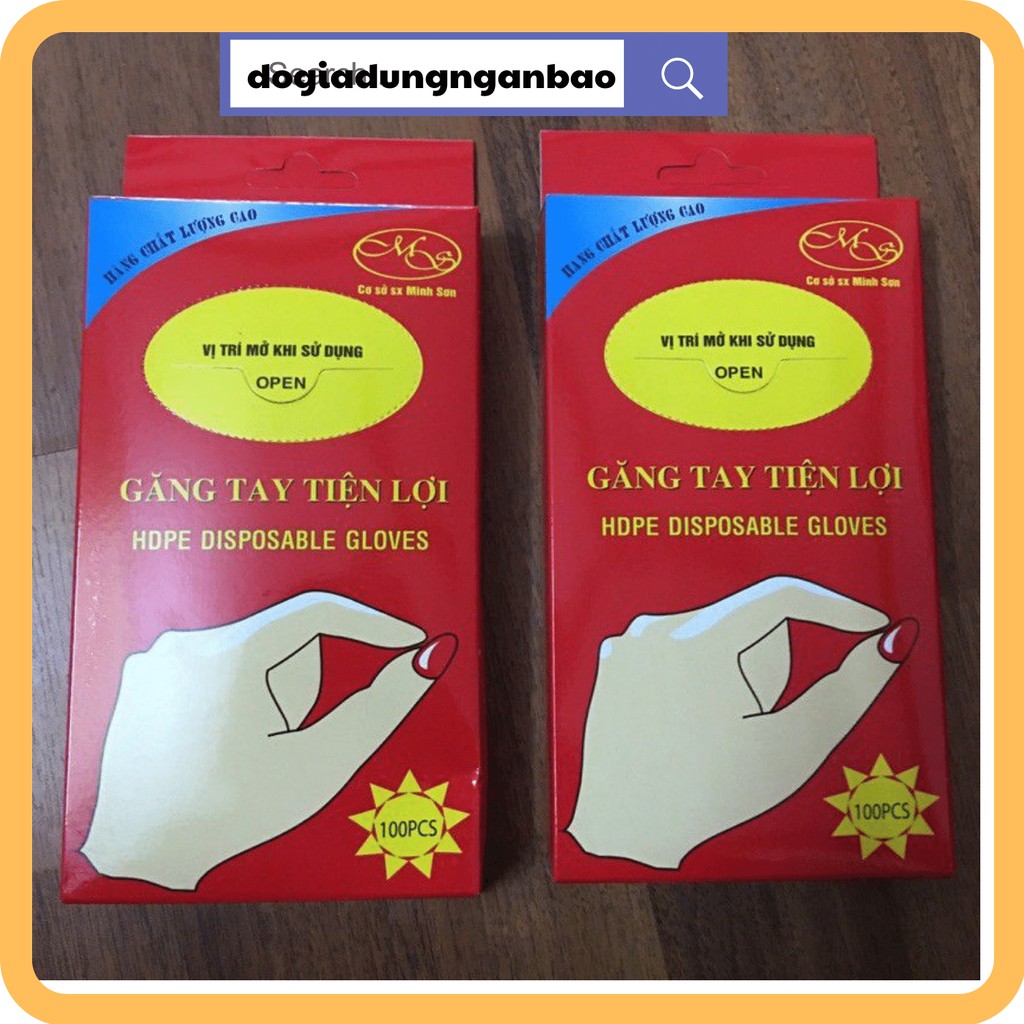 dogiadungnganbao
HÀNG CHẤT LƯỢNG CAO
MS
Cơ sở sx Minh Sơn
VỊ TRÍ MỞ KHI SỬ DỤNG
OPEN
GĂNG TAY TIỆN LỢI
HDPE DISPOSABLE GLOVES
100PCS
HÀNG CHẤT LƯỢNG CAO
MS
Cơ sở sx Minh Sơn
VỊ TRÍ MỞ KHI SỬ DỤNG
OPEN
GĂNG TAY TIỆN LỢI
HDPE DISPOSABLE GLOVES
100PCS